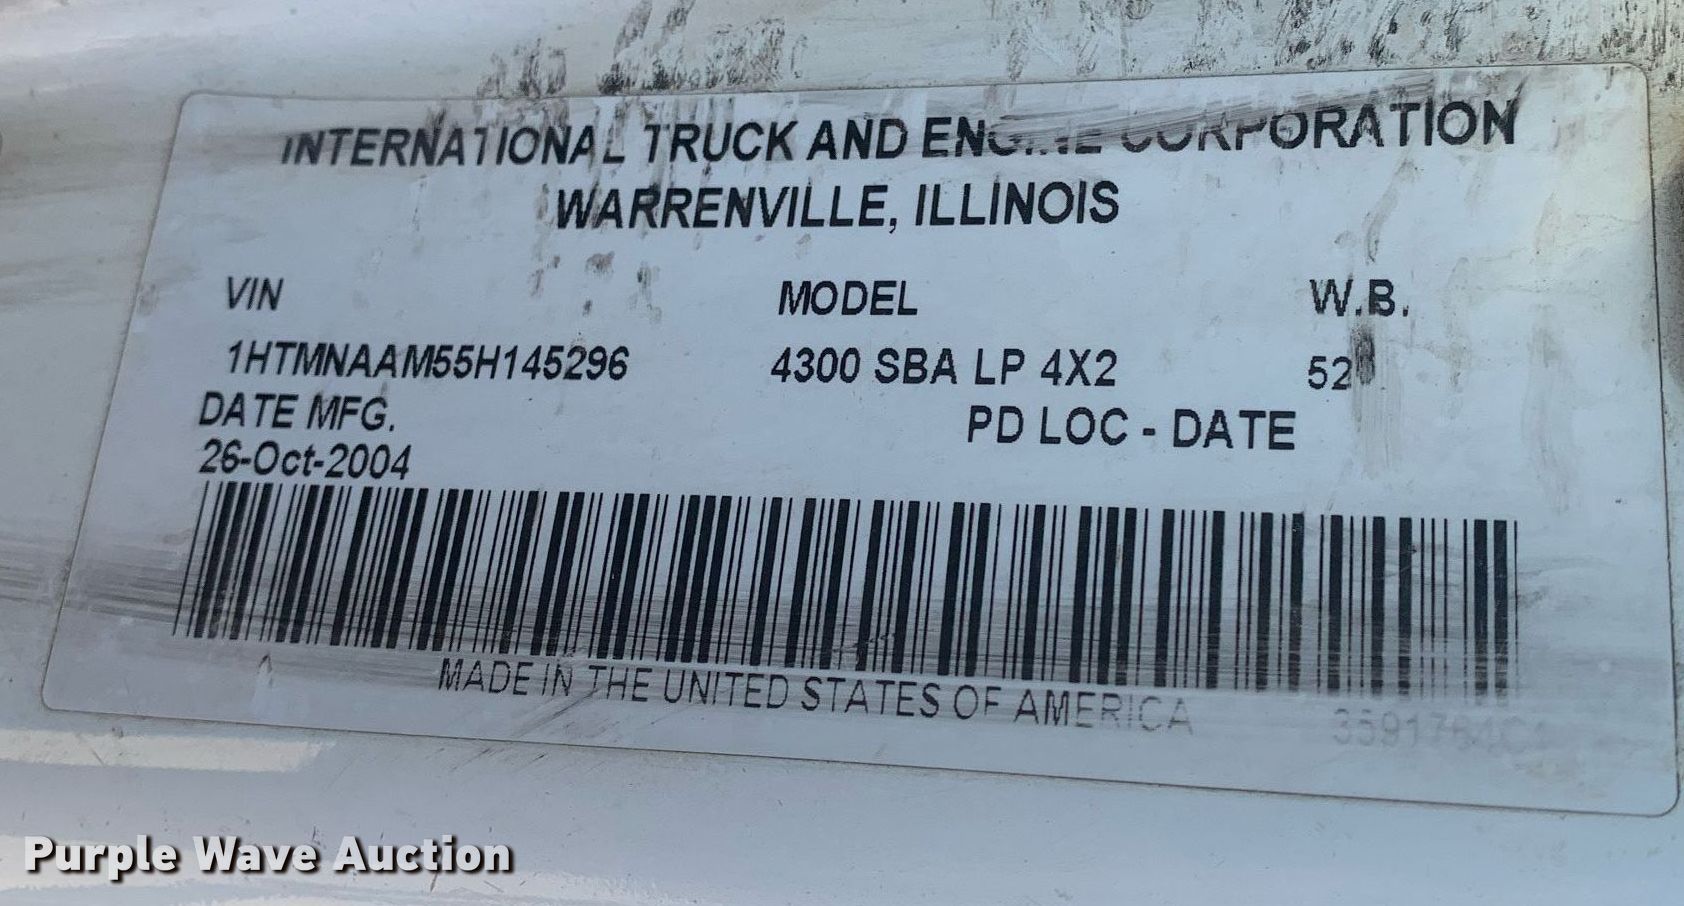 INTERNATIONAL TRUCK AND ENGINE CORPORATION
WARRENVILLE, ILLINOIS
VIN MODEL W.B.
1HTMNAAM55H145296 4300 SBA LP 4X2
DATE MFG. PD LOC - DATE
26-Oct-2004
MADE IN THE UNITED STATES OF AMERICA
Purple Wave Auction